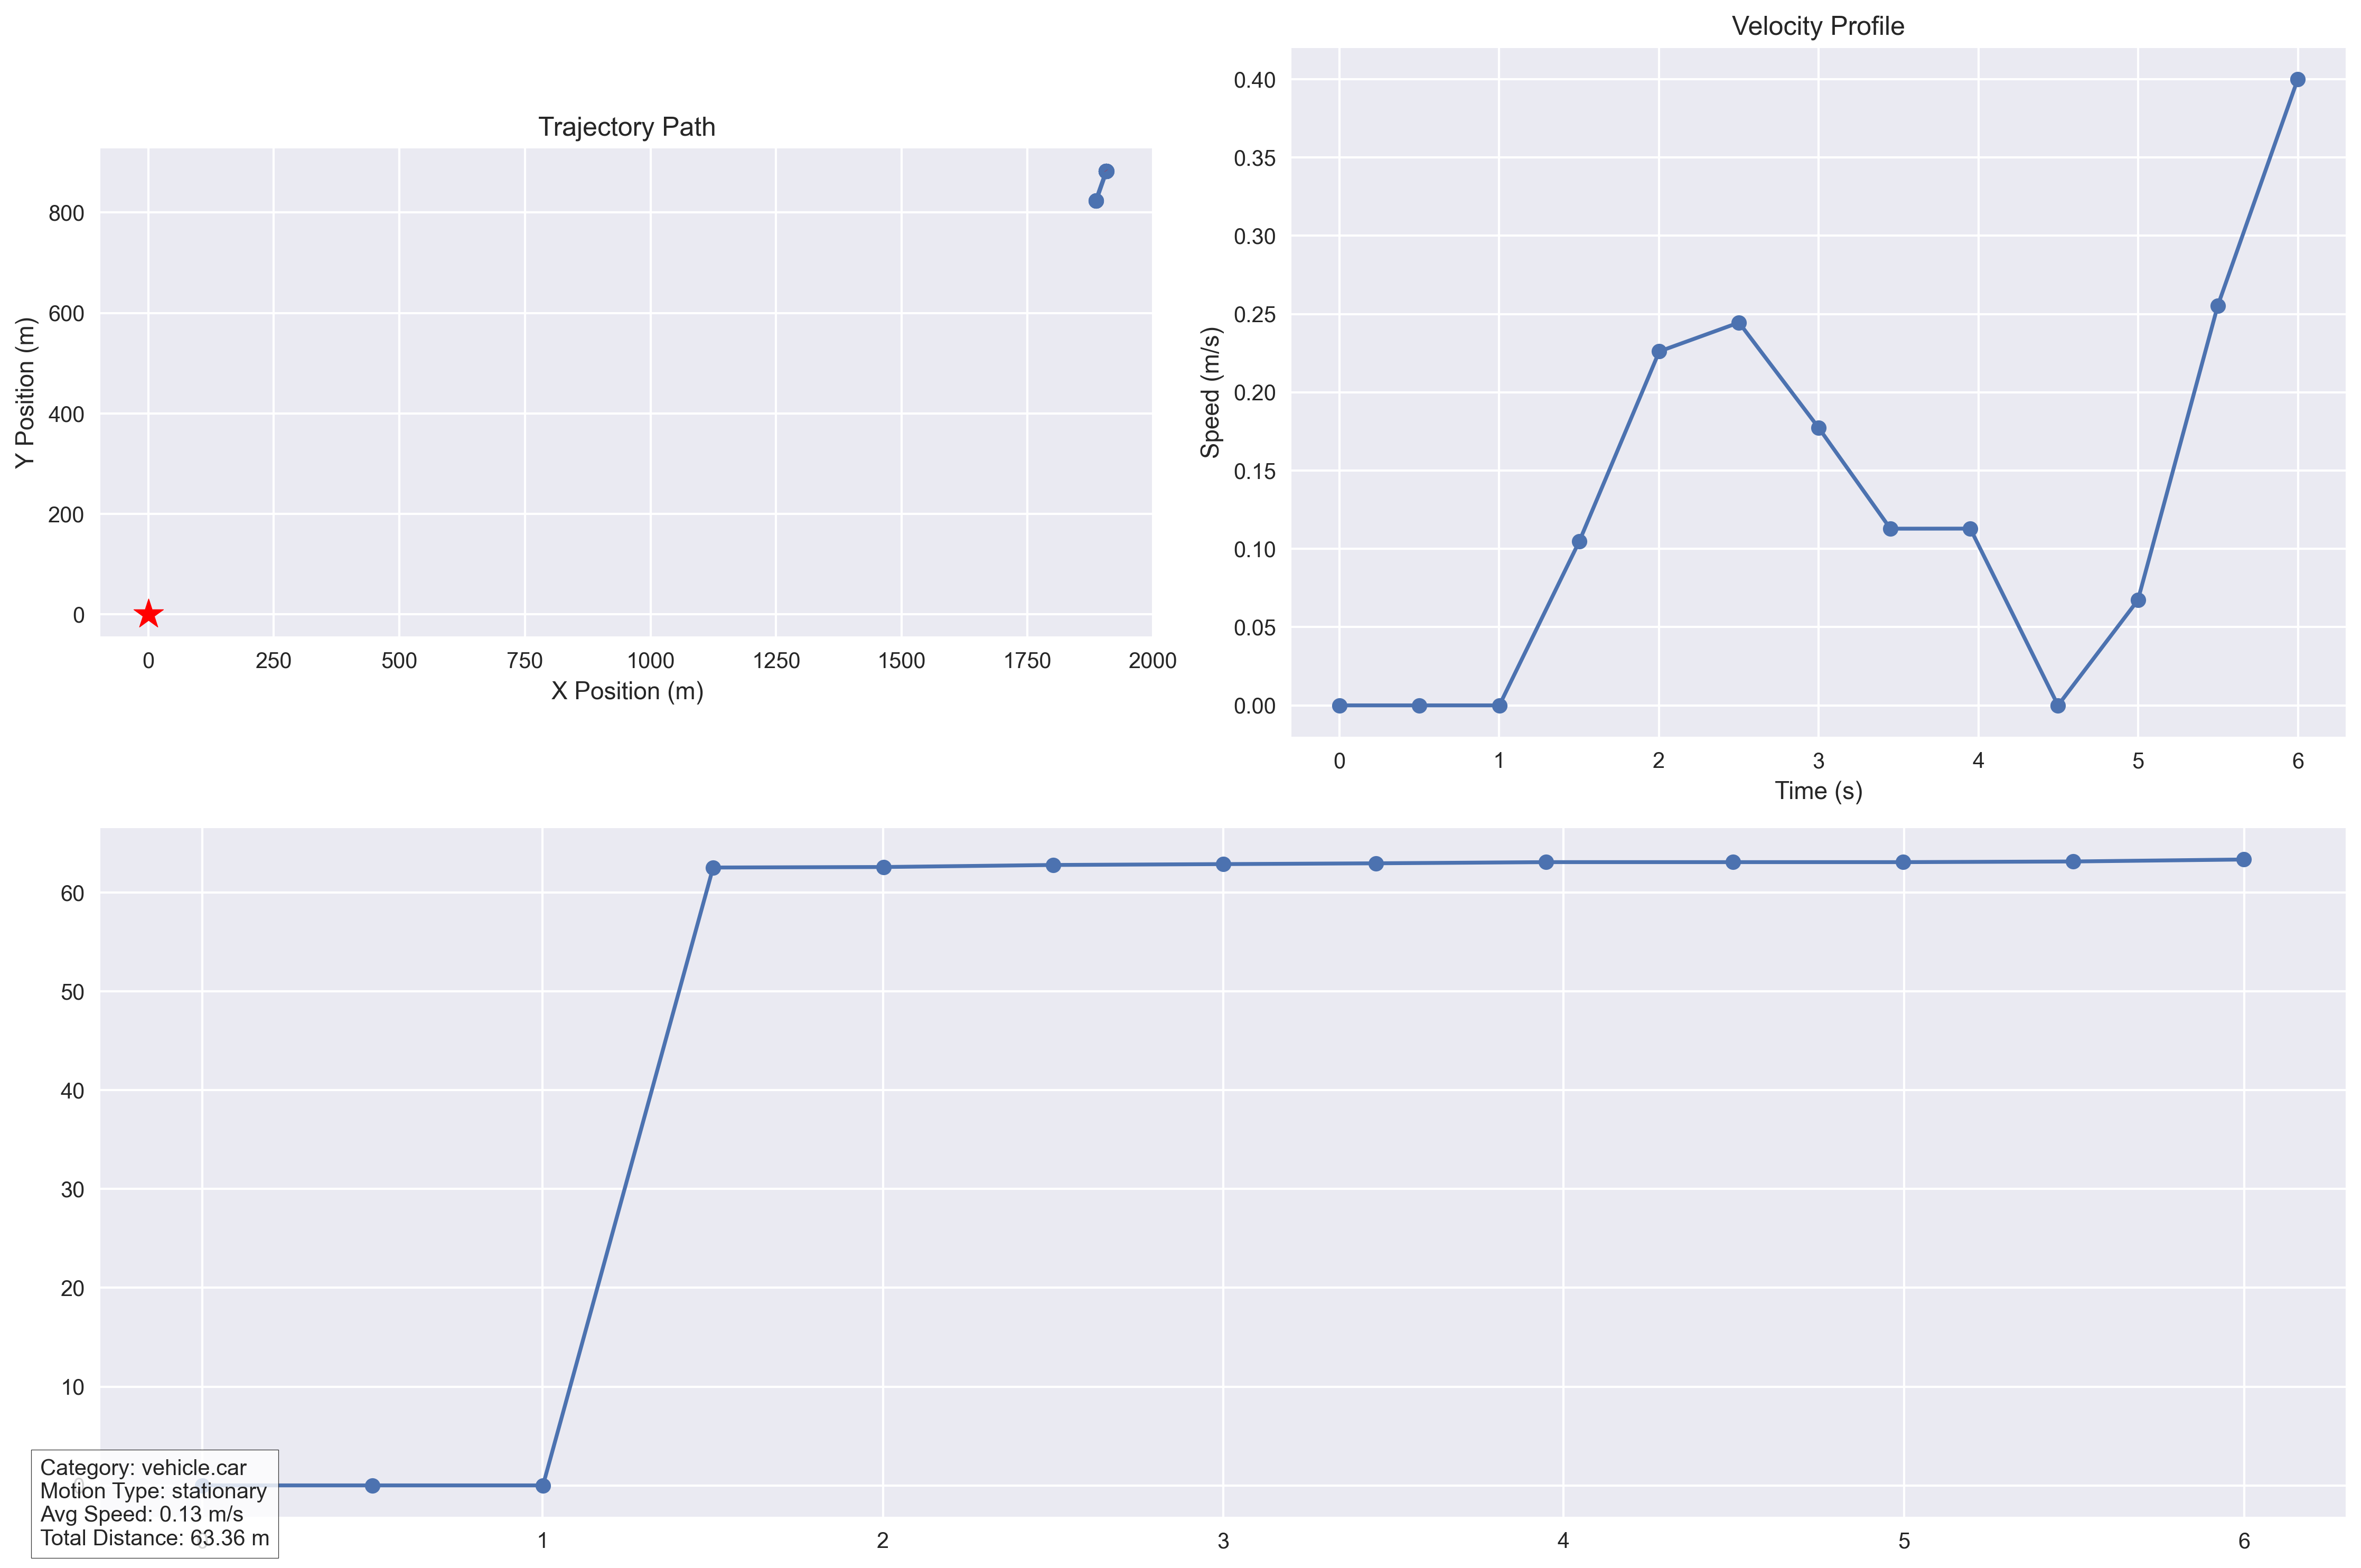 Trajectory Path
Y Position (m)
800
600
400
200
0
0 250 500 750 1000 1250 1500 1750 2000
X Position (m)
Velocity Profile
Speed (m/s)
0.40
0.35
0.30
0.25
0.20
0.15
0.10
0.05
0.00
0 1 2 3 4 5 6
Time (s)
60
50
40
30
20
10
0
0 1 2 3 4 5 6
Category: vehicle.car
Motion Type: stationary
Avg Speed: 0.13 m/s
Total Distance: 63.36 m